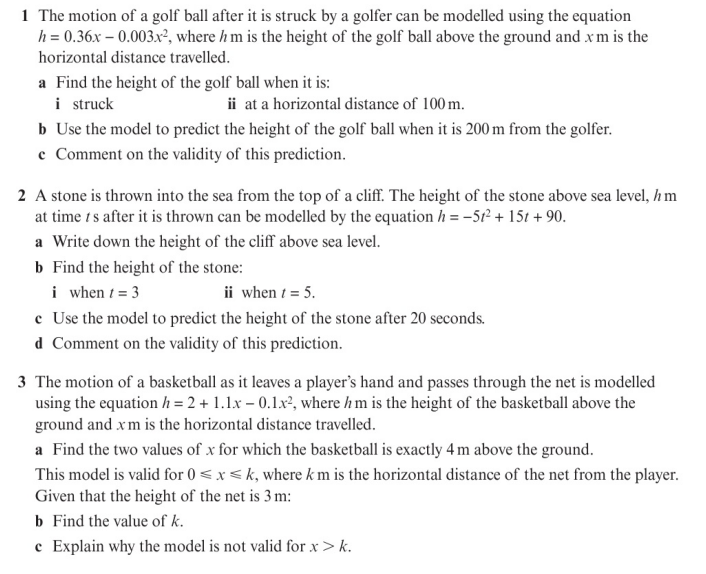 1 The motion of a golf ball after it is struck by a golfer can be modelled using the equation
h = 0.36x – 0.003x², where h m is the height of the golf ball above the ground and x m is the
horizontal distance travelled.
a Find the height of the golf ball when it is:
i struck ii at a horizontal distance of 100 m.
b Use the model to predict the height of the golf ball when it is 200 m from the golfer.
c Comment on the validity of this prediction.
2 A stone is thrown into the sea from the top of a cliff. The height of the stone above sea level, h m
at time t s after it is thrown can be modelled by the equation h = –5t² + 15t + 90.
a Write down the height of the cliff above sea level.
b Find the height of the stone:
i when t = 3 ii when t = 5.
c Use the model to predict the height of the stone after 20 seconds.
d Comment on the validity of this prediction.
3 The motion of a basketball as it leaves a player's hand and passes through the net is modelled
using the equation h = 2 + 1.1x – 0.1x², where h m is the height of the basketball above the
ground and x m is the horizontal distance travelled.
a Find the two values of x for which the basketball is exactly 4 m above the ground.
This model is valid for 0 ⩽ x ⩽ k, where k m is the horizontal distance of the net from the player.
Given that the height of the net is 3 m:
b Find the value of k.
c Explain why the model is not valid for x > k.